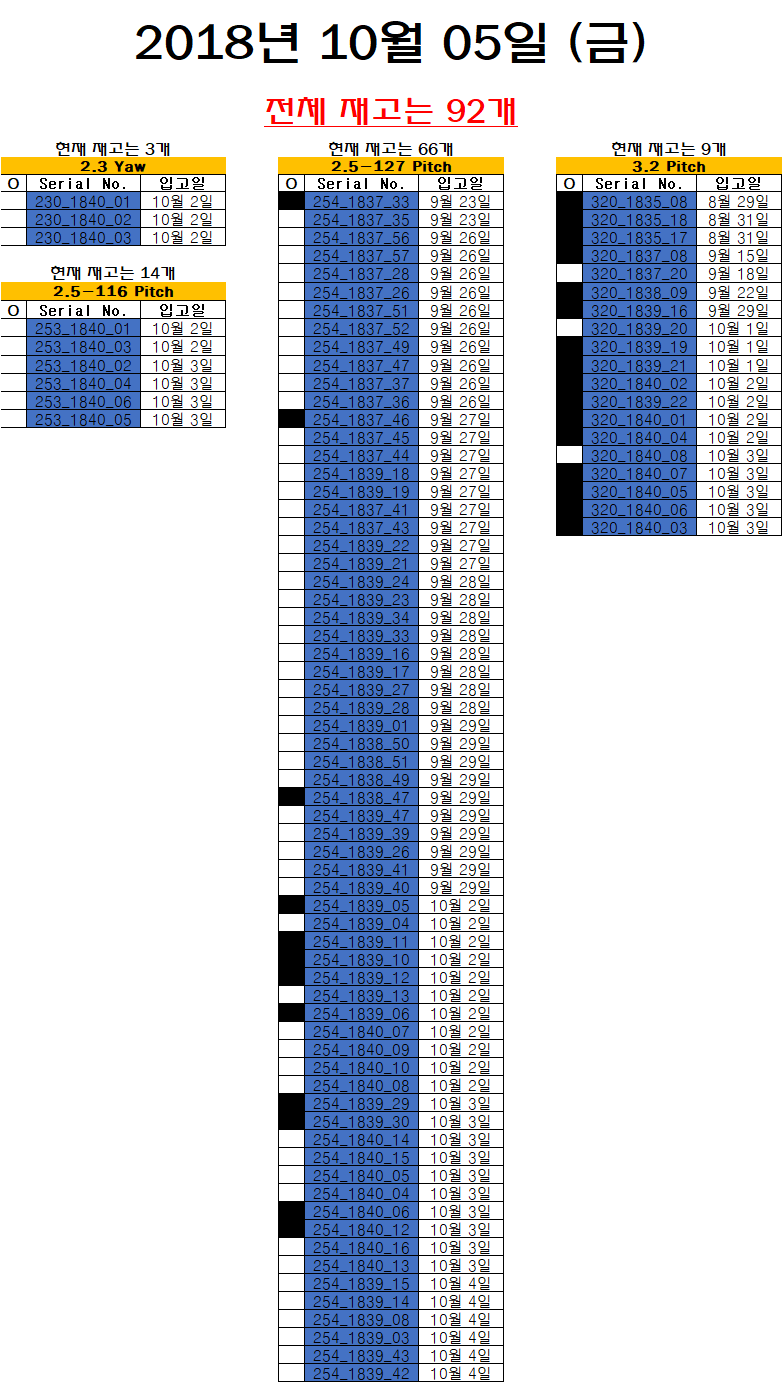 2018년 10월 05일 (금)
전체 재고는 92개
현재 재고는 3개
2.3 Yaw
O Serial No. 입고일
230_1840_01 10월 2일
230_1840_02 10월 2일
230_1840_03 10월 2일
현재 재고는 14개
2.5-116 Pitch
O Serial No. 입고일
253_1840_01 10월 2일
253_1840_03 10월 2일
253_1840_02 10월 3일
253_1840_04 10월 3일
253_1840_06 10월 3일
253_1840_05 10월 3일
현재 재고는 66개
2.5-127 Pitch
O Serial No. 입고일
254_1837_33 9월 23일
254_1837_35 9월 23일
254_1837_56 9월 26일
254_1837_57 9월 26일
254_1837_28 9월 26일
254_1837_26 9월 26일
254_1837_51 9월 26일
254_1837_52 9월 26일
254_1837_49 9월 26일
254_1837_47 9월 26일
254_1837_37 9월 26일
254_1837_36 9월 26일
254_1837_46 9월 27일
254_1837_45 9월 27일
254_1837_44 9월 27일
254_1839_18 9월 27일
254_1839_19 9월 27일
254_1837_41 9월 27일
254_1837_43 9월 27일
254_1839_22 9월 27일
254_1839_21 9월 27일
254_1839_24 9월 28일
254_1839_23 9월 28일
254_1839_34 9월 28일
254_1839_33 9월 28일
254_1839_16 9월 28일
254_1839_17 9월 28일
254_1839_27 9월 28일
254_1839_28 9월 28일
254_1839_01 9월 29일
254_1838_50 9월 29일
254_1838_51 9월 29일
254_1838_49 9월 29일
254_1838_47 9월 29일
254_1839_47 9월 29일
254_1839_39 9월 29일
254_1839_26 9월 29일
254_1839_41 9월 29일
254_1839_40 9월 29일
254_1839_05 10월 2일
254_1839_04 10월 2일
254_1839_11 10월 2일
254_1839_10 10월 2일
254_1839_12 10월 2일
254_1839_13 10월 2일
254_1839_06 10월 2일
254_1840_07 10월 2일
254_1840_09 10월 2일
254_1840_10 10월 2일
254_1840_08 10월 2일
254_1839_29 10월 3일
254_1839_30 10월 3일
254_1840_14 10월 3일
254_1840_15 10월 3일
254_1840_05 10월 3일
254_1840_04 10월 3일
254_1840_06 10월 3일
254_1840_12 10월 3일
254_1840_16 10월 3일
254_1840_13 10월 3일
254_1839_15 10월 4일
254_1839_14 10월 4일
254_1839_08 10월 4일
254_1839_03 10월 4일
254_1839_43 10월 4일
254_1839_42 10월 4일
현재 재고는 9개
3.2 Pitch
O Serial No. 입고일
320_1835_08 8월 29일
320_1835_18 8월 31일
320_1835_17 8월 31일
320_1837_08 9월 15일
320_1837_20 9월 18일
320_1838_09 9월 22일
320_1839_16 9월 29일
320_1839_20 10월 1일
320_1839_19 10월 1일
320_1839_21 10월 1일
320_1840_02 10월 2일
320_1839_22 10월 2일
320_1840_01 10월 2일
320_1840_04 10월 2일
320_1840_08 10월 3일
320_1840_07 10월 3일
320_1840_05 10월 3일
320_1840_06 10월 3일
320_1840_03 10월 3일